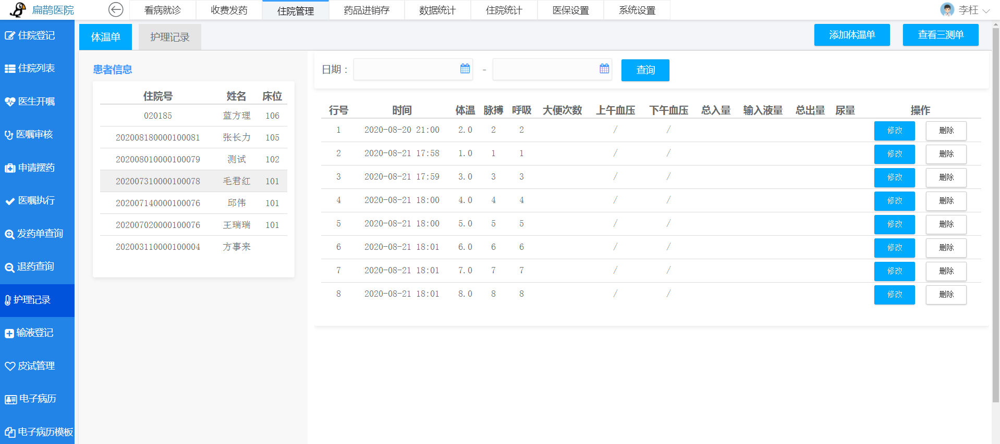 扁鹊医院 看病就诊 收费发药 住院管理 药品进销存 数据统计 住院统计 医保设置 系统设置 李枉
住院登记
住院列表
医生开嘱
医嘱审核
申请摆药
医嘱执行
发药单查询
退药查询
护理记录
输液登记
皮试管理
电子病历
电子病历模板
体温单 护理记录 添加体温单 查看三测单
患者信息
住院号 姓名 床位
020185 蓝方理 106
202008180000100081 张长力 105
202008010000100079 测试 102
202007310000100078 毛君红 101
202007140000100076 邱伟 101
202007020000100076 王瑞瑞 101
202003110000100004 方事来
日期： - 查询
行号 时间 体温 脉搏 呼吸 大便次数 上午血压 下午血压 总入量 输入液量 总出量 尿量 操作
1 2020-08-20 21:00 2.0 2 2 / / 修改 删除
2 2020-08-21 17:58 1.0 1 1 / / 修改 删除
3 2020-08-21 17:59 3.0 3 3 / / 修改 删除
4 2020-08-21 18:00 4.0 4 4 / / 修改 删除
5 2020-08-21 18:00 5.0 5 5 / / 修改 删除
6 2020-08-21 18:01 6.0 6 6 / / 修改 删除
7 2020-08-21 18:01 7.0 7 7 / / 修改 删除
8 2020-08-21 18:01 8.0 8 8 / / 修改 删除